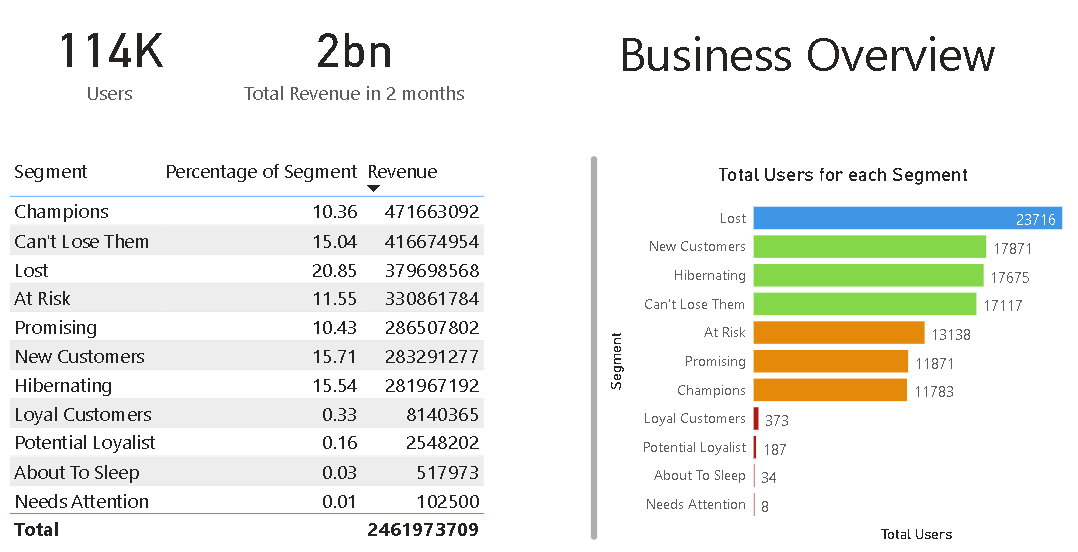 114K
Users
2bn
Total Revenue in 2 months
Business Overview
Segment Percentage of Segment Revenue
Champions 10.36 471663092
Can't Lose Them 15.04 416674954
Lost 20.85 379698568
At Risk 11.55 330861784
Promising 10.43 286507802
New Customers 15.71 283291277
Hibernating 15.54 281967192
Loyal Customers 0.33 8140365
Potential Loyalist 0.16 2548202
About To Sleep 0.03 517973
Needs Attention 0.01 102500
Total 2461973709
Total Users for each Segment
Segment
Lost 23716
New Customers 17871
Hibernating 17675
Can't Lose Them 17117
At Risk 13138
Promising 11871
Champions 11783
Loyal Customers 373
Potential Loyalist 187
About To Sleep 34
Needs Attention 8
Total Users